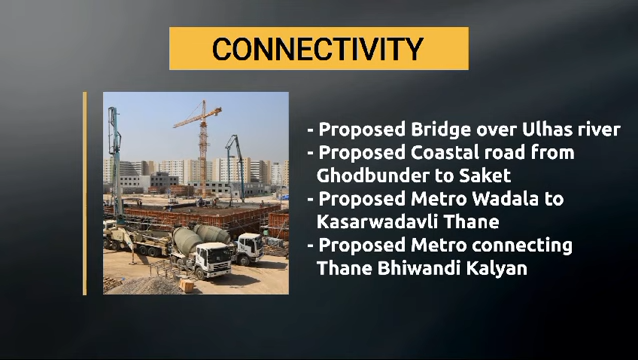 CONNECTIVITY
- Proposed Bridge over Ulhas river
- Proposed Coastal road from
Ghodbunder to Saket
- Proposed Metro Wadala to
Kasarwadavli Thane
- Proposed Metro connecting
Thane Bhiwandi Kalyan